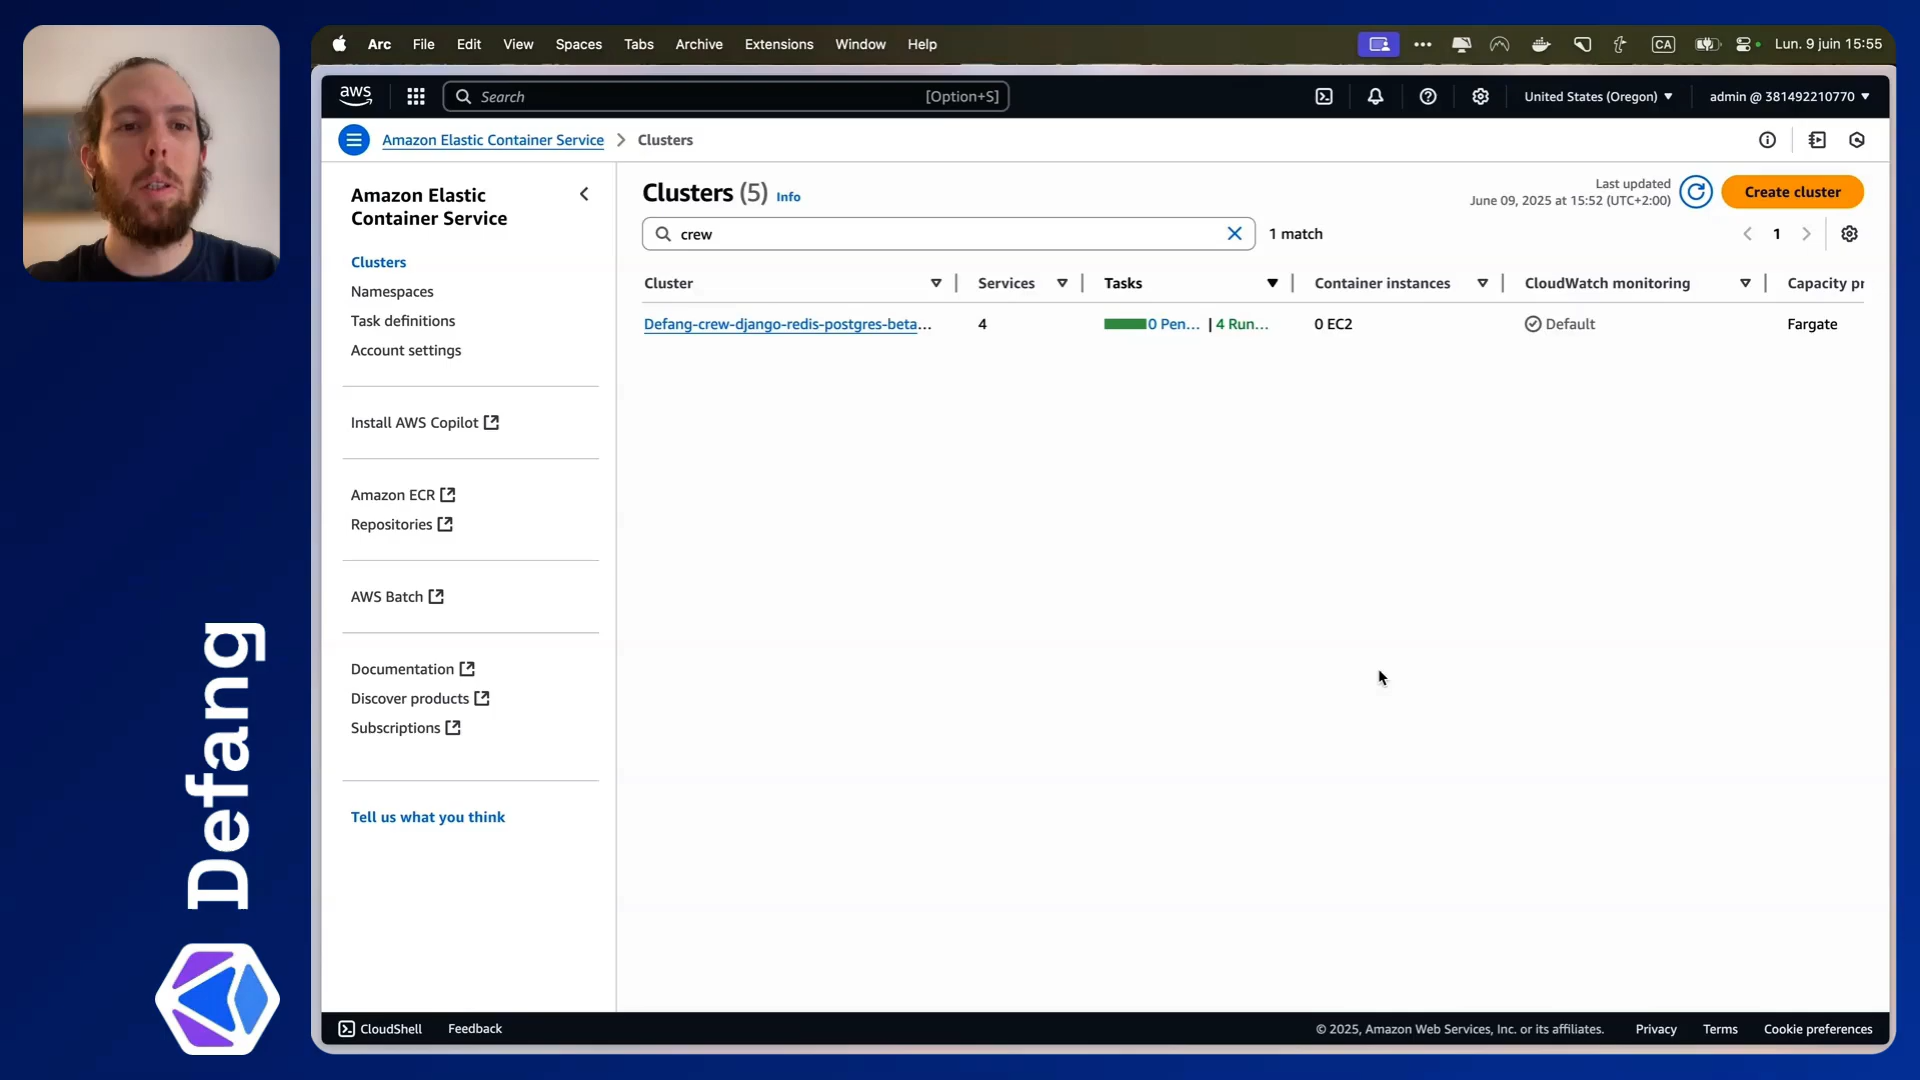 Arc File Edit View Spaces Tabs Archive Extensions Window Help
CA
Lun. 9 juin 15:55
aws
Search [Option+S]
United States (Oregon)
admin @ 381492210770
Amazon Elastic Container Service
Clusters
Amazon Elastic
Container Service
Clusters
Namespaces
Task definitions
Account settings
Install AWS Copilot
Amazon ECR
Repositories
AWS Batch
Documentation
Discover products
Subscriptions
Tell us what you think
Clusters (5) Info
Last updated
June 09, 2025 at 15:52 (UTC+2:00)
Create cluster
crew
1 match
1
Cluster Services Tasks Container instances CloudWatch monitoring Capacity pr
Defang-crew-django-redis-postgres-beta... 4 0 Pen... | 4 Run... 0 EC2 Default Fargate
CloudShell Feedback
© 2025, Amazon Web Services, Inc. or its affiliates. Privacy Terms Cookie preferences
Defang